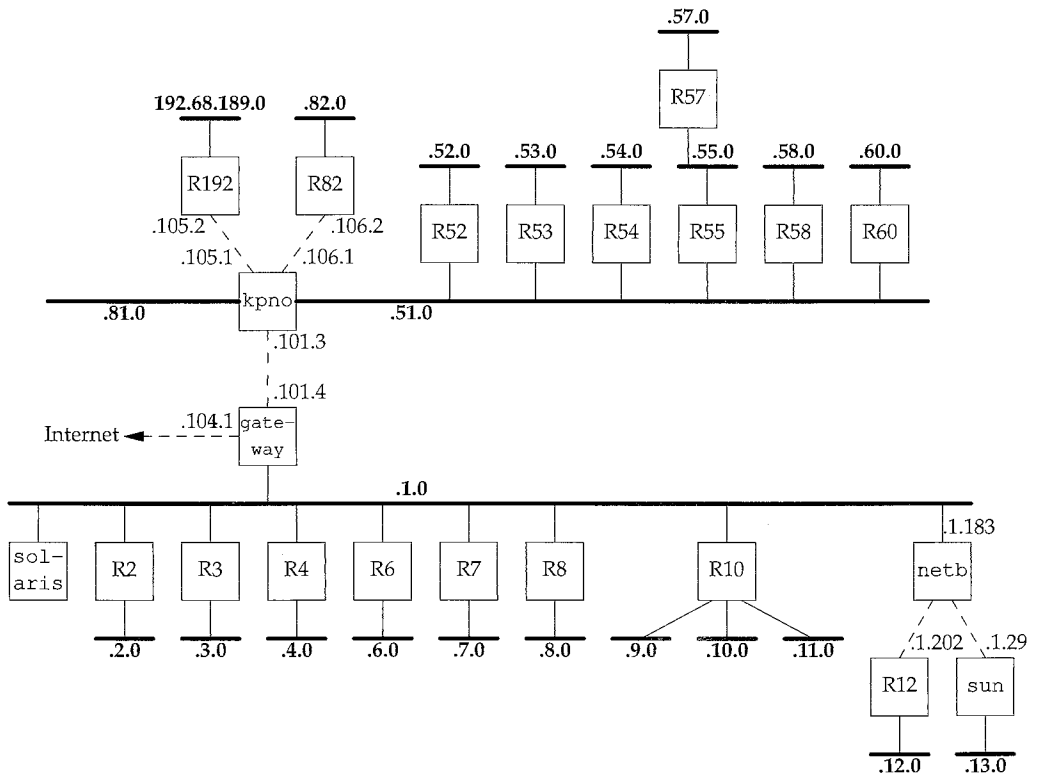 .57.0
R57
192.68.189.0
.82.0
.52.0
.53.0
.54.0
.55.0
.58.0
.60.0
R192
R82
R52
R53
R54
R55
R58
R60
.105.2
.106.2
.105.1
.106.1
kpno
.81.0
.51.0
.101.3
.101.4
.104.1
Internet
gate-
way
.1.0
.1.183
sol-
aris
R2
R3
R4
R6
R7
R8
R10
netb
.2.0
.3.0
.4.0
.6.0
.7.0
.8.0
.9.0
.10.0
.11.0
.1.202
.1.29
R12
sun
.12.0
.13.0